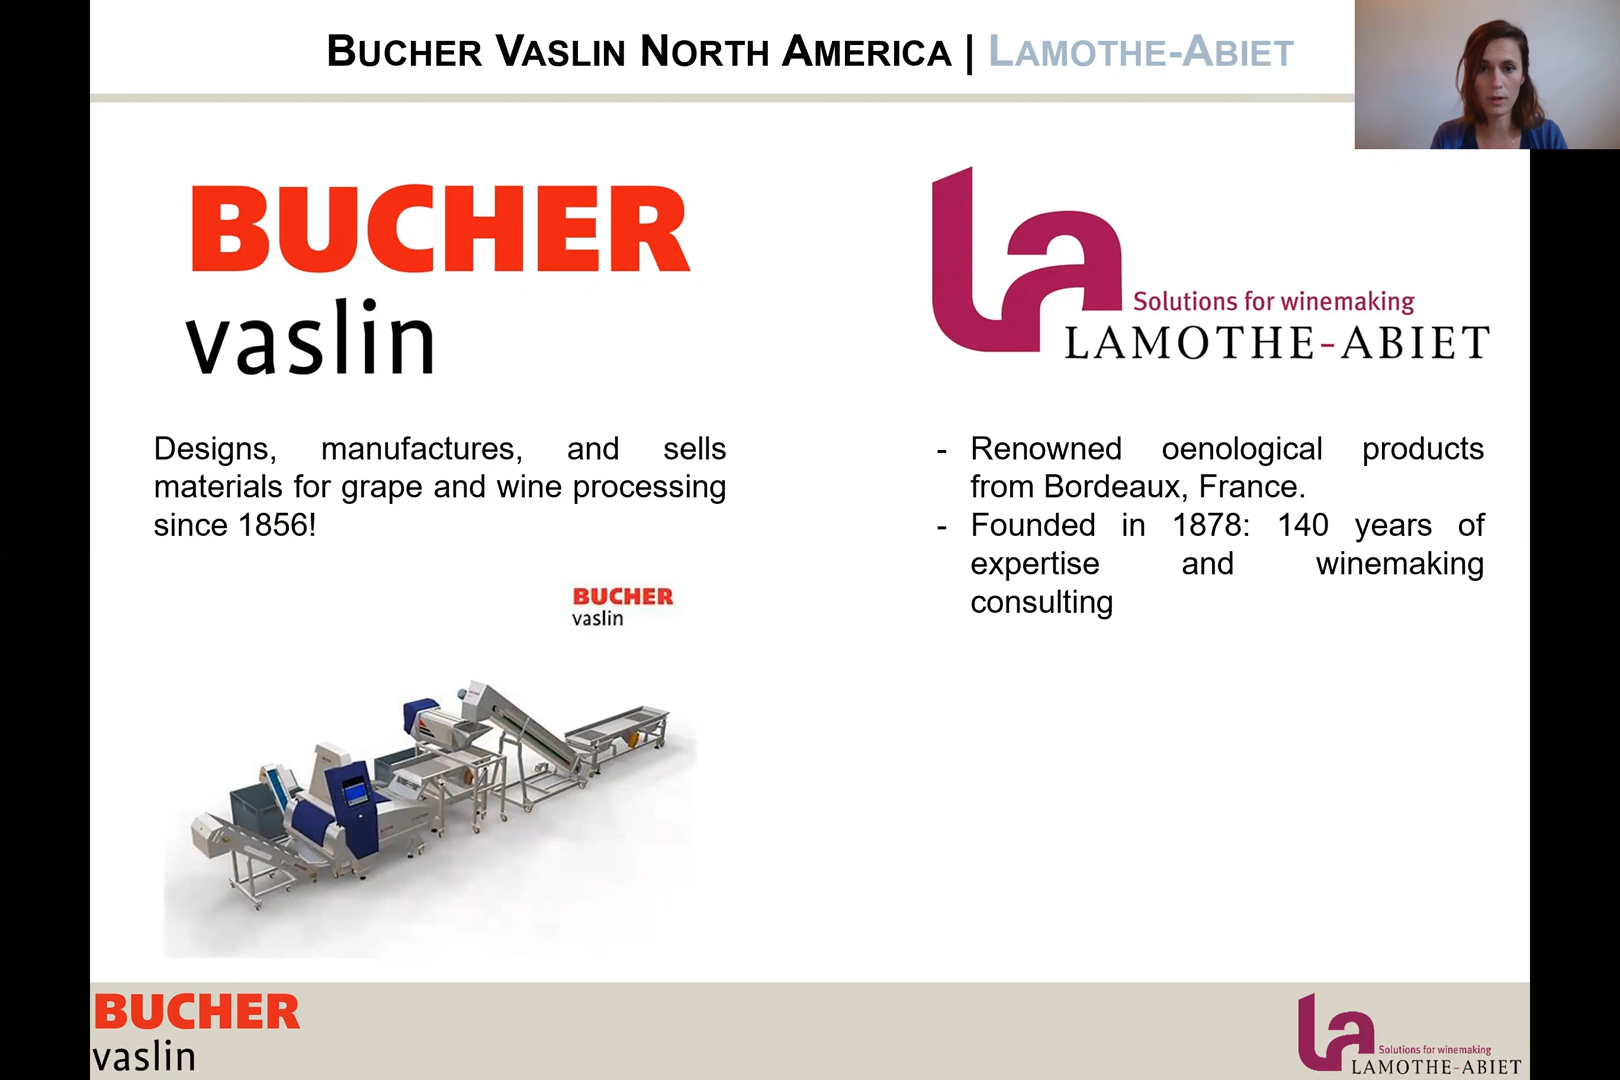 BUCHER VASLIN NORTH AMERICA | LAMOTHE-ABIET
BUCHER
vaslin
Designs, manufactures, and sells
materials for grape and wine processing
since 1856!
BUCHER
vaslin
la
Solutions for winemaking
LAMOTHE-ABIET
- Renowned oenological products
from Bordeaux, France.
- Founded in 1878: 140 years of
expertise and winemaking
consulting
BUCHER
vaslin
la
Solutions for winemaking
LAMOTHE-ABIET